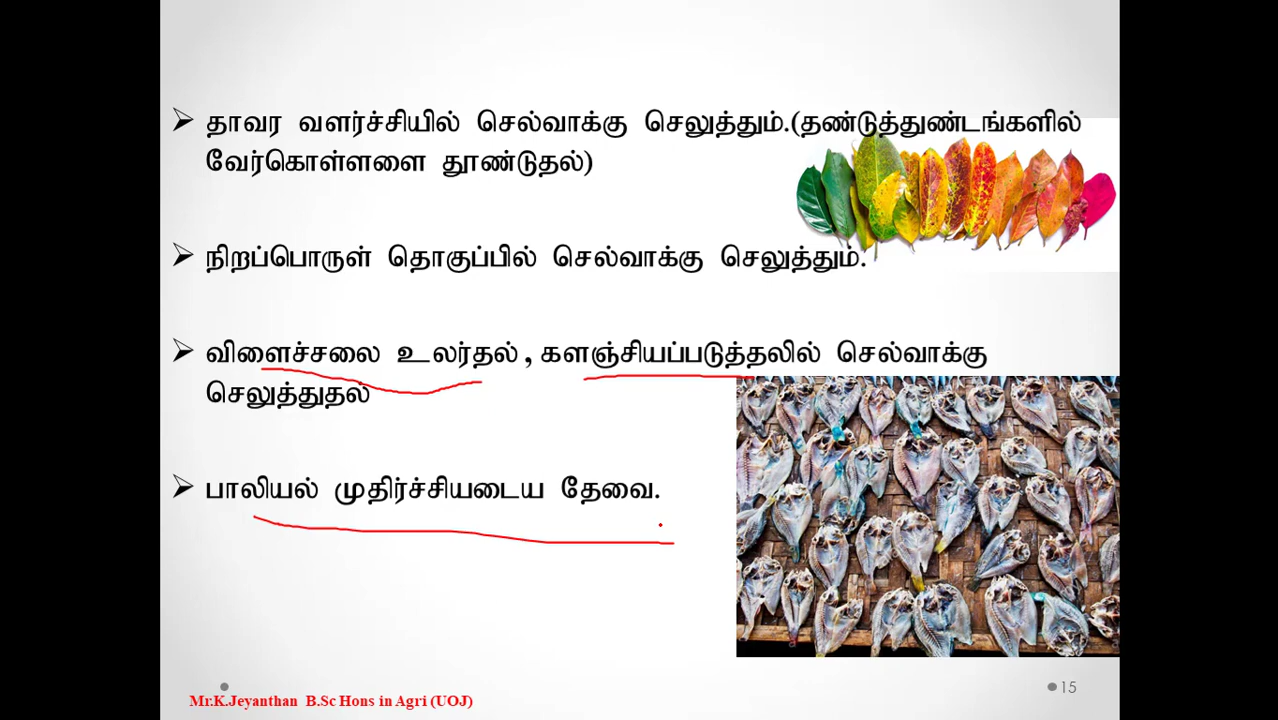 தாவர வளர்ச்சியில் செல்வாக்கு செலுத்தும்.(தண்டுத்துண்டங்களில்
வேர்கொள்ளளை தூண்டுதல்)
நிறப்பொருள் தொகுப்பில் செல்வாக்கு செலுத்தும்.
விளைச்சலை உலர்தல் , களஞ்சியப்படுத்தலில் செல்வாக்கு
செலுத்துதல்
பாலியல் முதிர்ச்சியடைய தேவை.
Mr.K.Jeyanthan B.Sc Hons in Agri (UOJ)
15